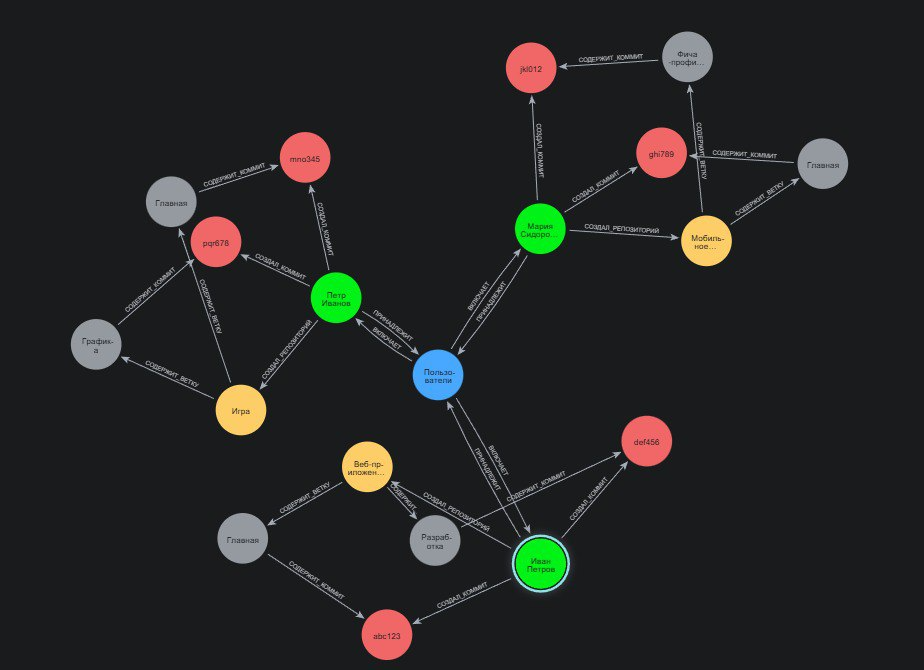 Фича
-профи...
jkl012
СОДЕРЖИТ_КОММИТ
СОЗДАЛ_КОММИТ
СОДЕРЖИТ_ВЕТКУ
ghi789
СОДЕРЖИТ_КОММИТ
Главная
mno345
СОДЕРЖИТ_КОММИТ
Главная
СОЗДАЛ_КОММИТ
СОДЕРЖИТ_ВЕТКУ
Мария
Сидоро...
СОЗДАЛ_РЕПОЗИТОРИЙ
Мобиль-
ное...
СОЗДАЛ_КОММИТ
pqr678
СОЗДАЛ_КОММИТ
СОДЕРЖИТ_КОММИТ
СОДЕРЖИТ_ВЕТКУ
Петр
Иванов
ВКЛЮЧАЕТ
ПРИНАДЛЕЖИТ
ПРИНАДЛЕЖИТ
ВКЛЮЧАЕТ
СОЗДАЛ_РЕПОЗИТОРИЙ
График-
а
СОДЕРЖИТ_ВЕТКУ
Пользо-
ватели
Игра
def456
ВКЛЮЧАЕТ
ПРИНАДЛЕЖИТ
Веб-пр-
иложен...
СОДЕРЖИТ_ВЕТКУ
СОДЕРЖИТ
СОЗДАЛ_РЕПОЗИТОРИЙ
СОДЕРЖИТ_КОММИТ
СОЗДАЛ_КОММИТ
Главная
Разраб-
отка
Иван
Петров
СОДЕРЖИТ_КОММИТ
СОЗДАЛ_КОММИТ
abc123